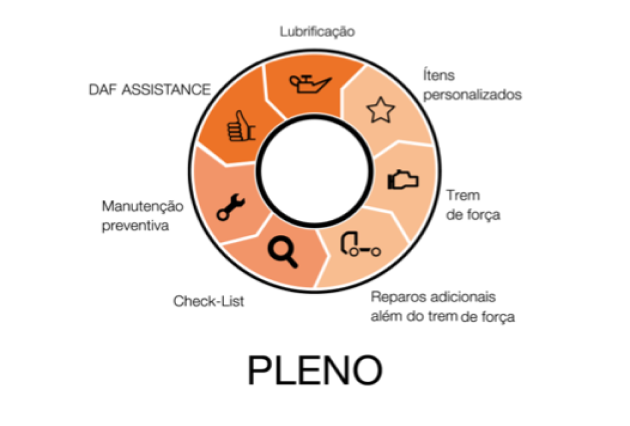 Lubrificação
DAF ASSISTANCE
Ítens
personalizados
Trem
de força
Manutenção
preventiva
Check-List
Reparos adicionais
além do trem de força
PLENO